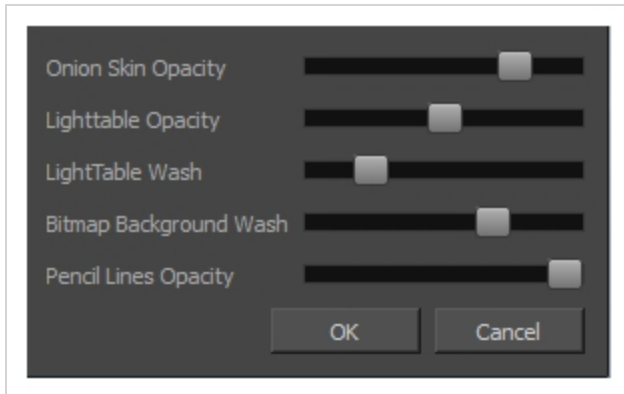 Onion Skin Opacity
Lighttable Opacity
LightTable Wash
Bitmap Background Wash
Pencil Lines Opacity
OK Cancel